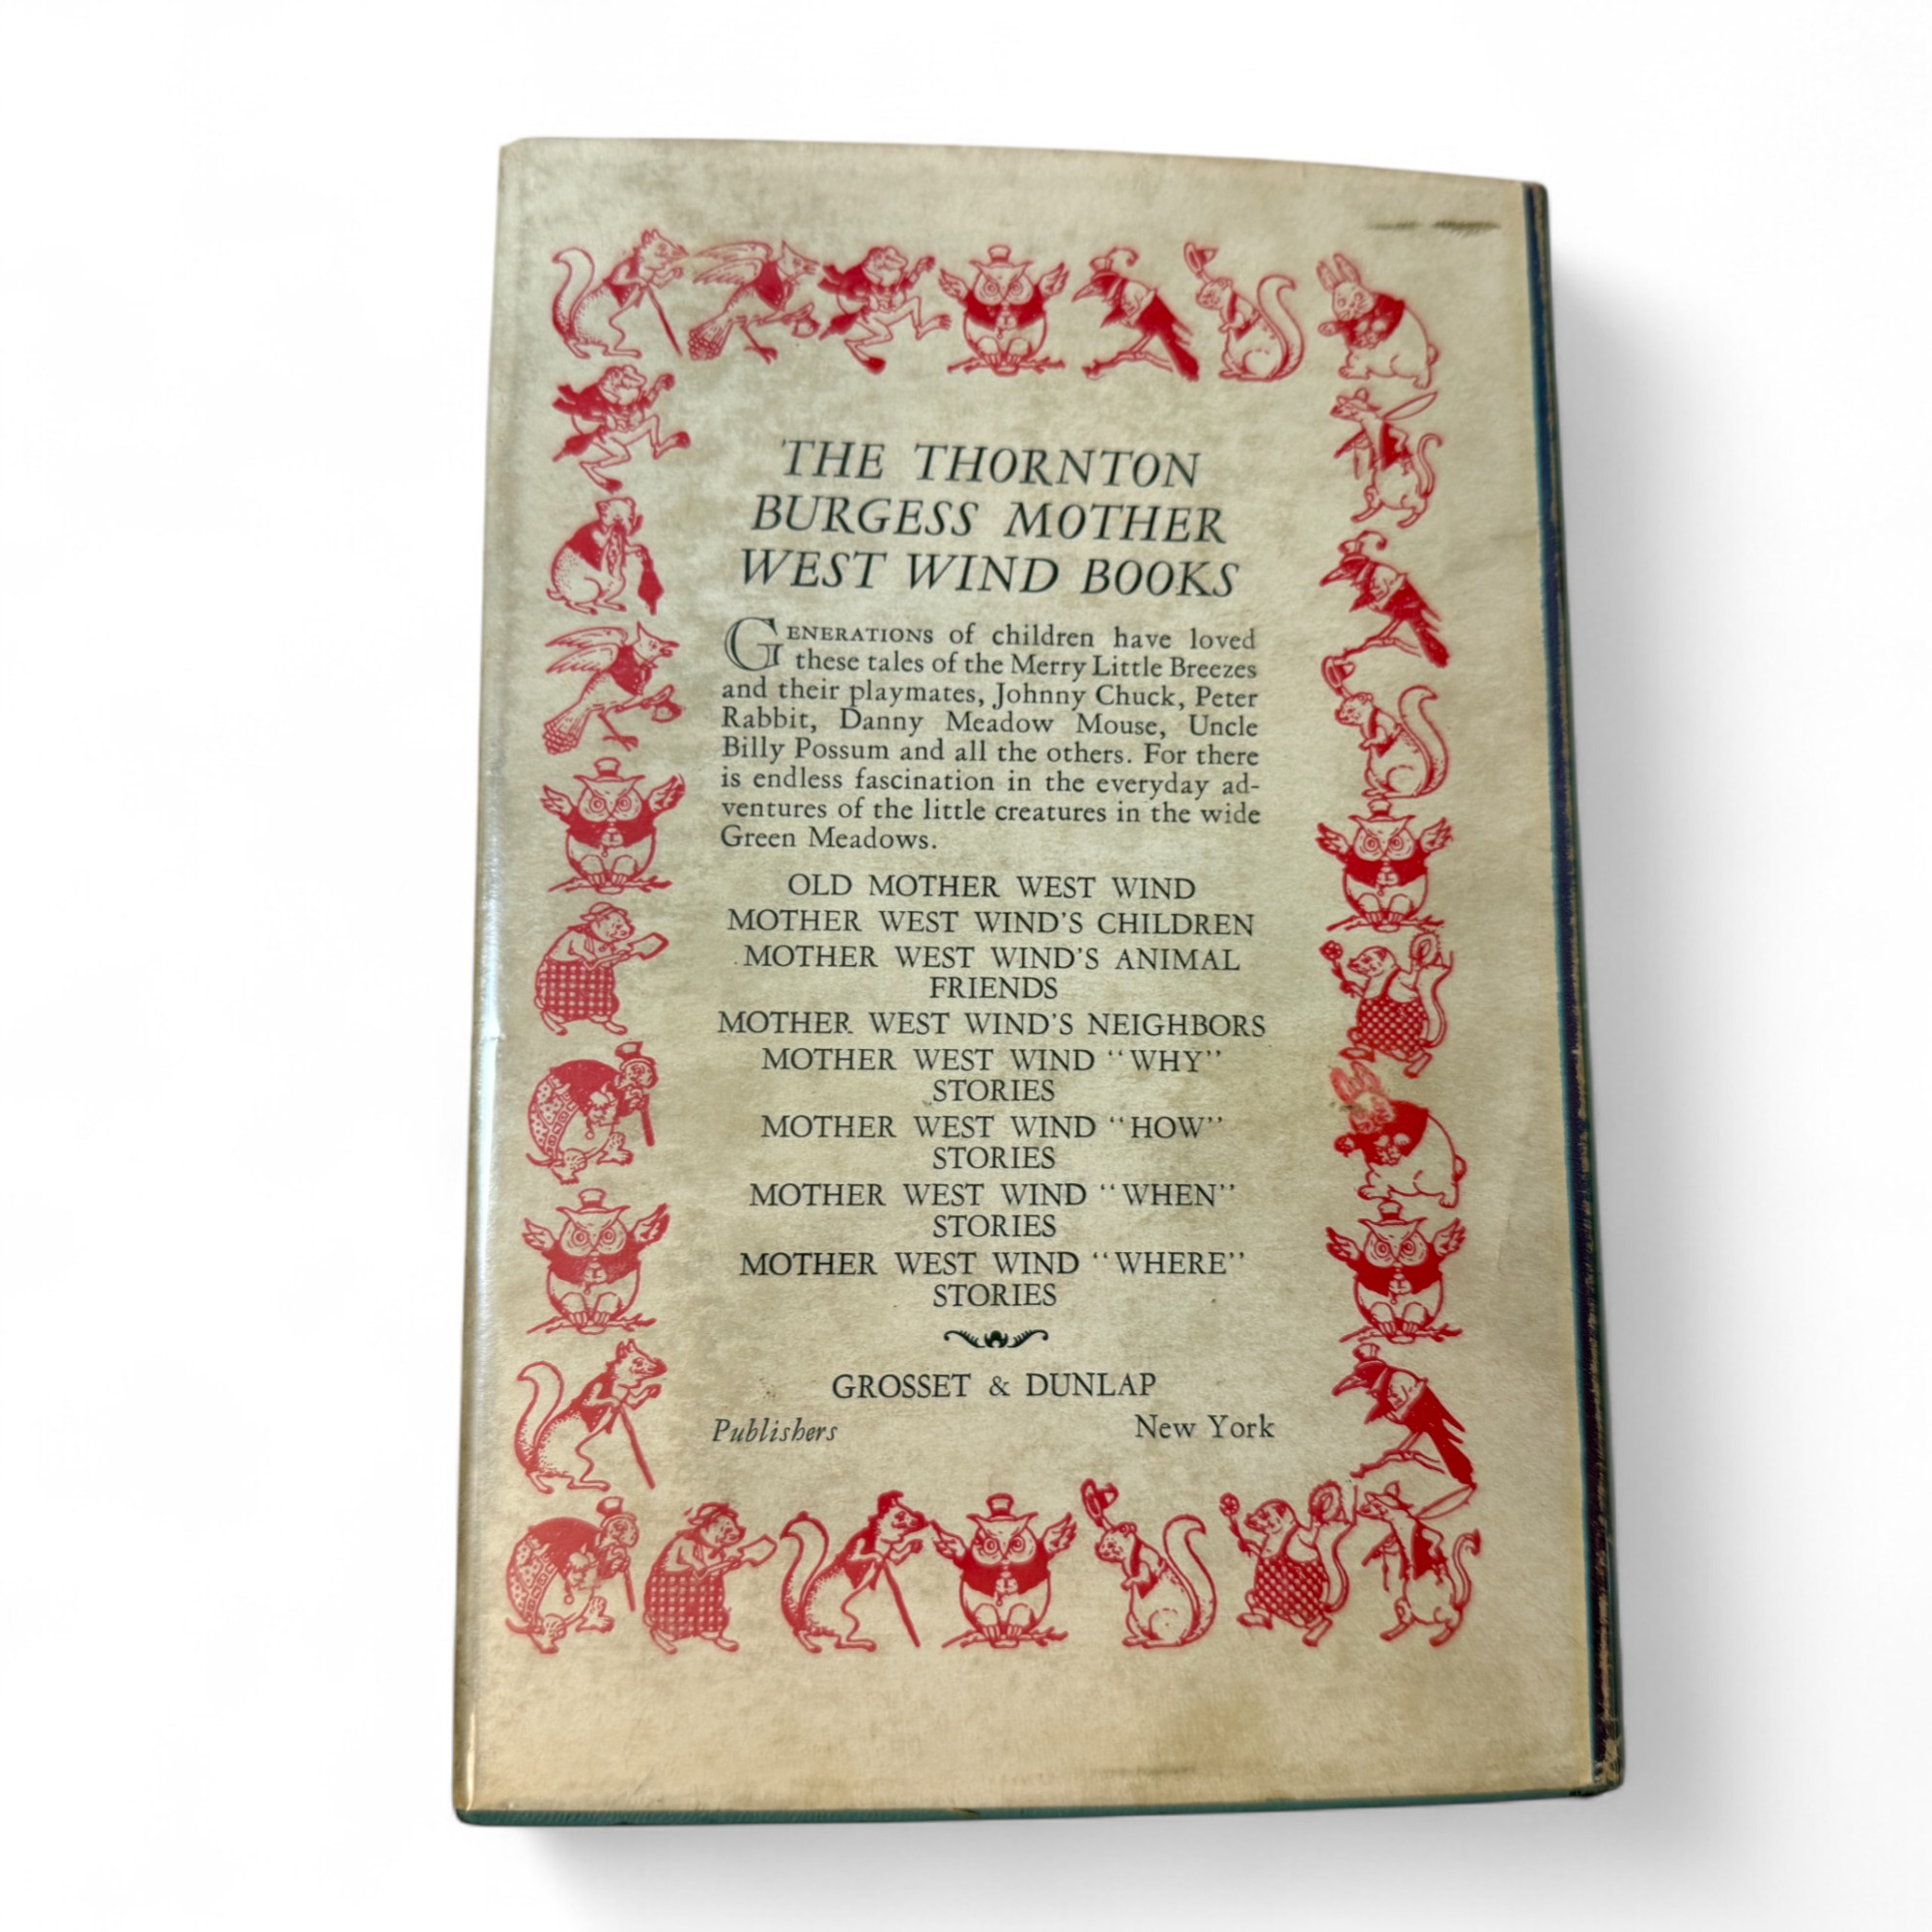 THE THORNTON
BURGESS MOTHER
WEST WIND BOOKS
GENERATIONS of children have loved
these tales of the Merry Little Breezes
and their playmates, Johnny Chuck, Peter
Rabbit, Danny Meadow Mouse, Uncle
Billy Possum and all the others. For there
is endless fascination in the everyday ad-
ventures of the little creatures in the wide
Green Meadows.
OLD MOTHER WEST WIND
MOTHER WEST WIND'S CHILDREN
MOTHER WEST WIND'S ANIMAL
FRIENDS
MOTHER WEST WIND'S NEIGHBORS
MOTHER WEST WIND "WHY"
STORIES
MOTHER WEST WIND "HOW"
STORIES
MOTHER WEST WIND "WHEN"
STORIES
MOTHER WEST WIND "WHERE"
STORIES
GROSSET & DUNLAP
Publishers New York